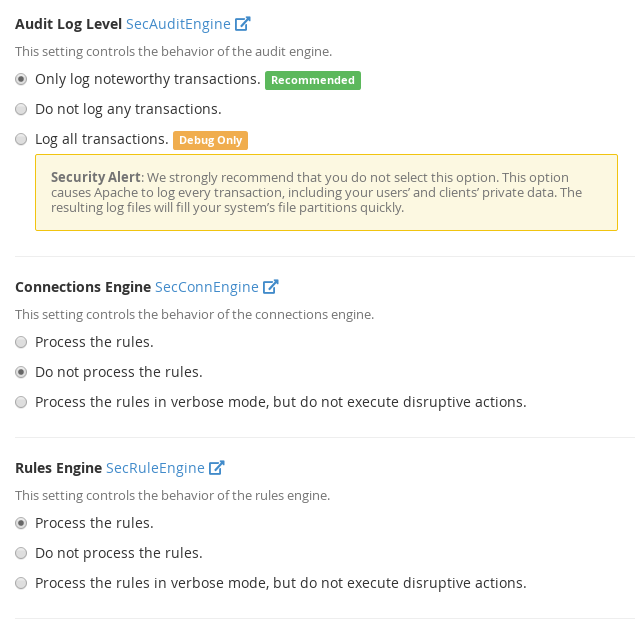 Audit Log Level SecAuditEngine
This setting controls the behavior of the audit engine.
Only log noteworthy transactions. Recommended
Do not log any transactions.
Log all transactions. Debug Only
Security Alert: We strongly recommend that you do not select this option. This option
causes Apache to log every transaction, including your users’ and clients’ private data. The
resulting log files will fill your system’s file partitions quickly.
Connections Engine SecConnEngine
This setting controls the behavior of the connections engine.
Process the rules.
Do not process the rules.
Process the rules in verbose mode, but do not execute disruptive actions.
Rules Engine SecRuleEngine
This setting controls the behavior of the rules engine.
Process the rules.
Do not process the rules.
Process the rules in verbose mode, but do not execute disruptive actions.